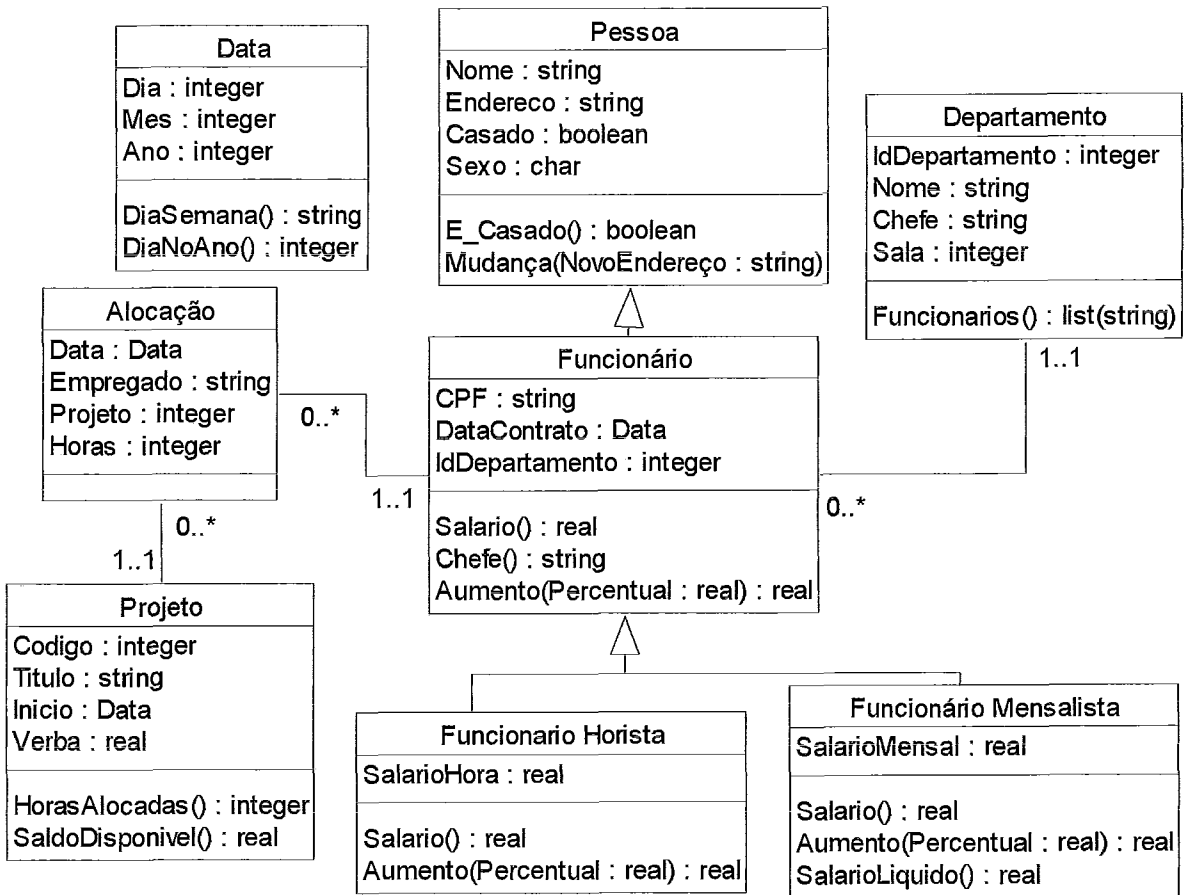 Data
Dia : integer
Mes : integer
Ano : integer
DiaSemana() : string
DiaNoAno() : integer
Pessoa
Nome : string
Endereco : string
Casado : boolean
Sexo : char
E_Casado() : boolean
Mudança(NovoEndereço : string)
Departamento
IdDepartamento : integer
Nome : string
Chefe : string
Sala : integer
Funcionarios() : list(string)
1..1
Alocação
Data : Data
Empregado : string
Projeto : integer
Horas : integer
0..*
1..1
Funcionário
CPF : string
DataContrato : Data
IdDepartamento : integer
Salario() : real
Chefe() : string
Aumento(Percentual : real) : real
0..*
0..*
1..1
Projeto
Codigo : integer
Titulo : string
Inicio : Data
Verba : real
HorasAlocadas() : integer
SaldoDisponivel() : real
Funcionario Horista
SalarioHora : real
Salario() : real
Aumento(Percentual : real) : real
Funcionário Mensalista
SalarioMensal : real
Salario() : real
Aumento(Percentual : real) : real
SalarioLiquido() : real